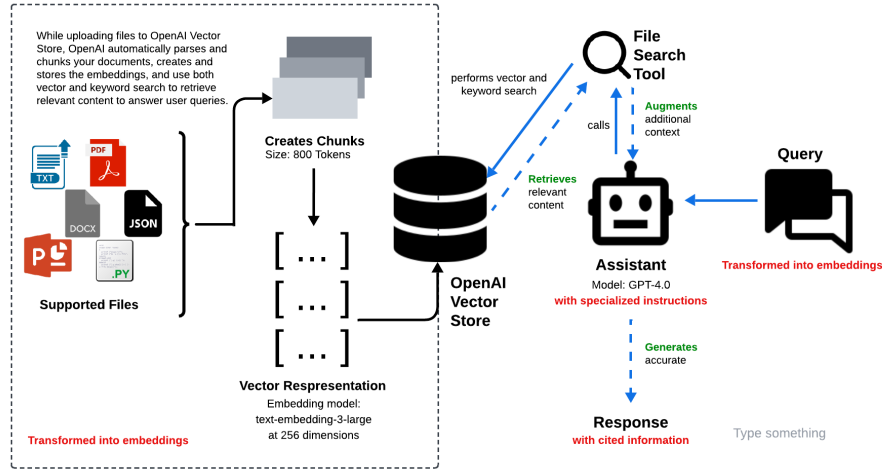 While uploading files to OpenAI Vector
Store, OpenAI automatically parses and
chunks your documents, creates and
stores the embeddings, and use both
vector and keyword search to retrieve
relevant content to answer user queries.
TXT
PDF
DOCX
JSON
P
.PY
Supported Files
Transformed into embeddings
Creates Chunks
Size: 800 Tokens
[ ... ]
[ ... ]
[ ... ]
Vector Respresentation
Embedding model:
text-embedding-3-large
at 256 dimensions
OpenAI
Vector
Store
performs vector and
keyword search
Retrieves
relevant
content
File
Search
Tool
calls
Augments
additional
context
Query
Transformed into embeddings
Assistant
Model: GPT-4.0
with specialized instructions
Generates
accurate
Response
with cited information
Type something